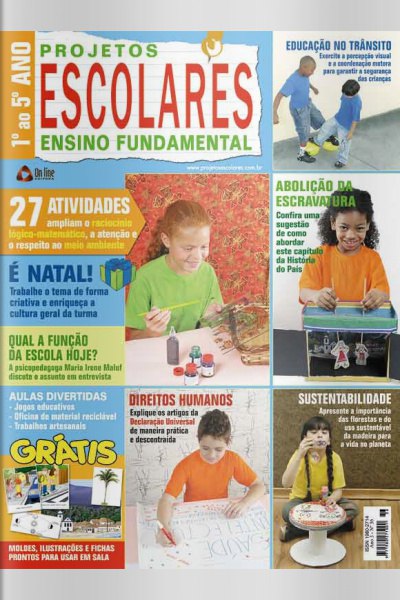 1º ao 5º ANO
PROJETOS
ESCOLARES
ENSINO FUNDAMENTAL
On line
EDITORA
www.projetosescolares.com.br
EDUCAÇÃO NO TRÂNSITO
Exercite a percepção visual
e a coordenação motora
para garantir a segurança
das crianças
27 ATIVIDADES
ampliam o raciocínio
lógico-matemático, a atenção e
o respeito ao meio ambiente
É NATAL!
Trabalhe o tema de forma
criativa e enriqueça a
cultura geral da turma
QUAL A FUNÇÃO
DA ESCOLA HOJE?
A psicopedagoga Maria Irene Maluf
discute o assunto em entrevista
ABOLIÇÃO DA
ESCRAVATURA
Confira uma
sugestão
de como
abordar
este capítulo
da História
do País
AULAS DIVERTIDAS
- Jogos educativos
- Oficina de material reciclável
- Trabalhos artesanais
GRÁTIS
MOLDES, ILUSTRAÇÕES E FICHAS
PRONTOS PARA USAR EM SALA
DIREITOS HUMANOS
Explique os artigos da
Declaração Universal
de maneira prática
e descontraída
SUSTENTABILIDADE
Apresente a importância
das florestas e do
uso sustentável
da madeira para
a vida no planeta